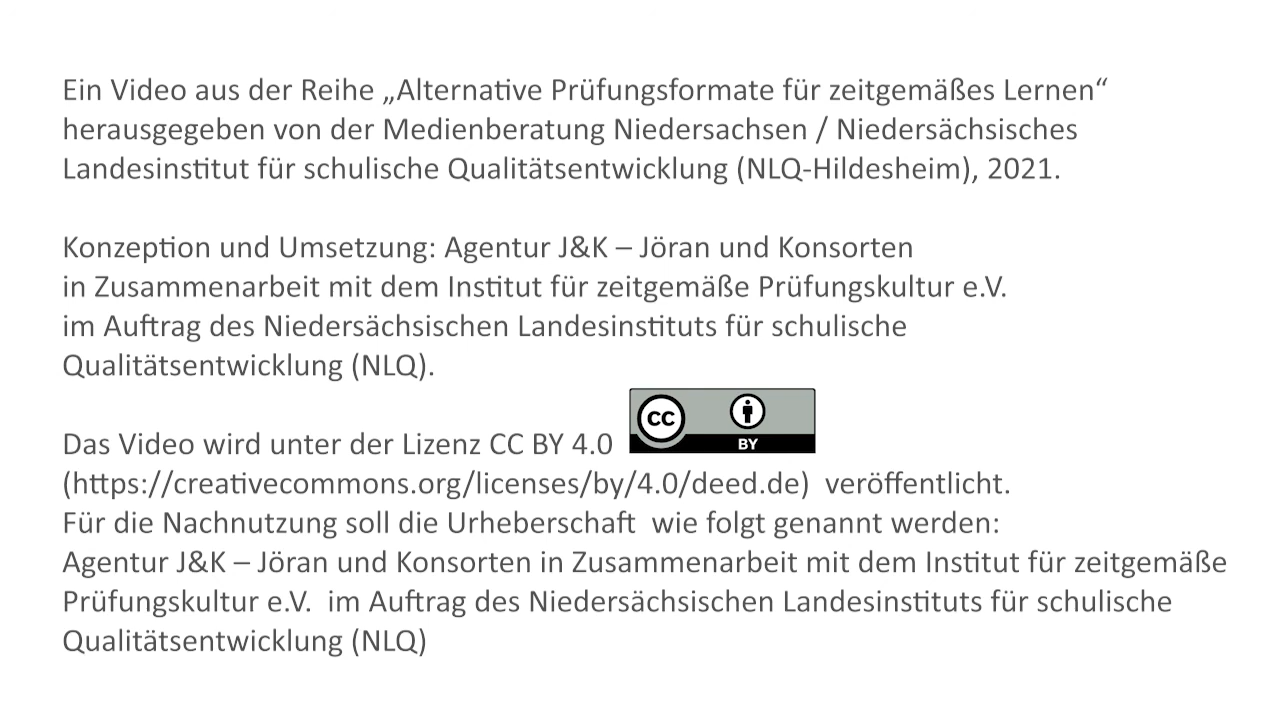 Ein Video aus der Reihe „Alternative Prüfungsformate für zeitgemäßes Lernen“
herausgegeben von der Medienberatung Niedersachsen / Niedersächsisches
Landesinstitut für schulische Qualitätsentwicklung (NLQ-Hildesheim), 2021.
Konzeption und Umsetzung: Agentur J&K – Jöran und Konsorten
in Zusammenarbeit mit dem Institut für zeitgemäße Prüfungskultur e.V.
im Auftrag des Niedersächsischen Landesinstituts für schulische
Qualitätsentwicklung (NLQ).
Das Video wird unter der Lizenz CC BY 4.0 CC BY
(https://creativecommons.org/licenses/by/4.0/deed.de)  veröffentlicht.
Für die Nachnutzung soll die Urheberschaft  wie folgt genannt werden:
Agentur J&K – Jöran und Konsorten in Zusammenarbeit mit dem Institut für zeitgemäße
Prüfungskultur e.V.  im Auftrag des Niedersächsischen Landesinstituts für schulische
Qualitätsentwicklung (NLQ)